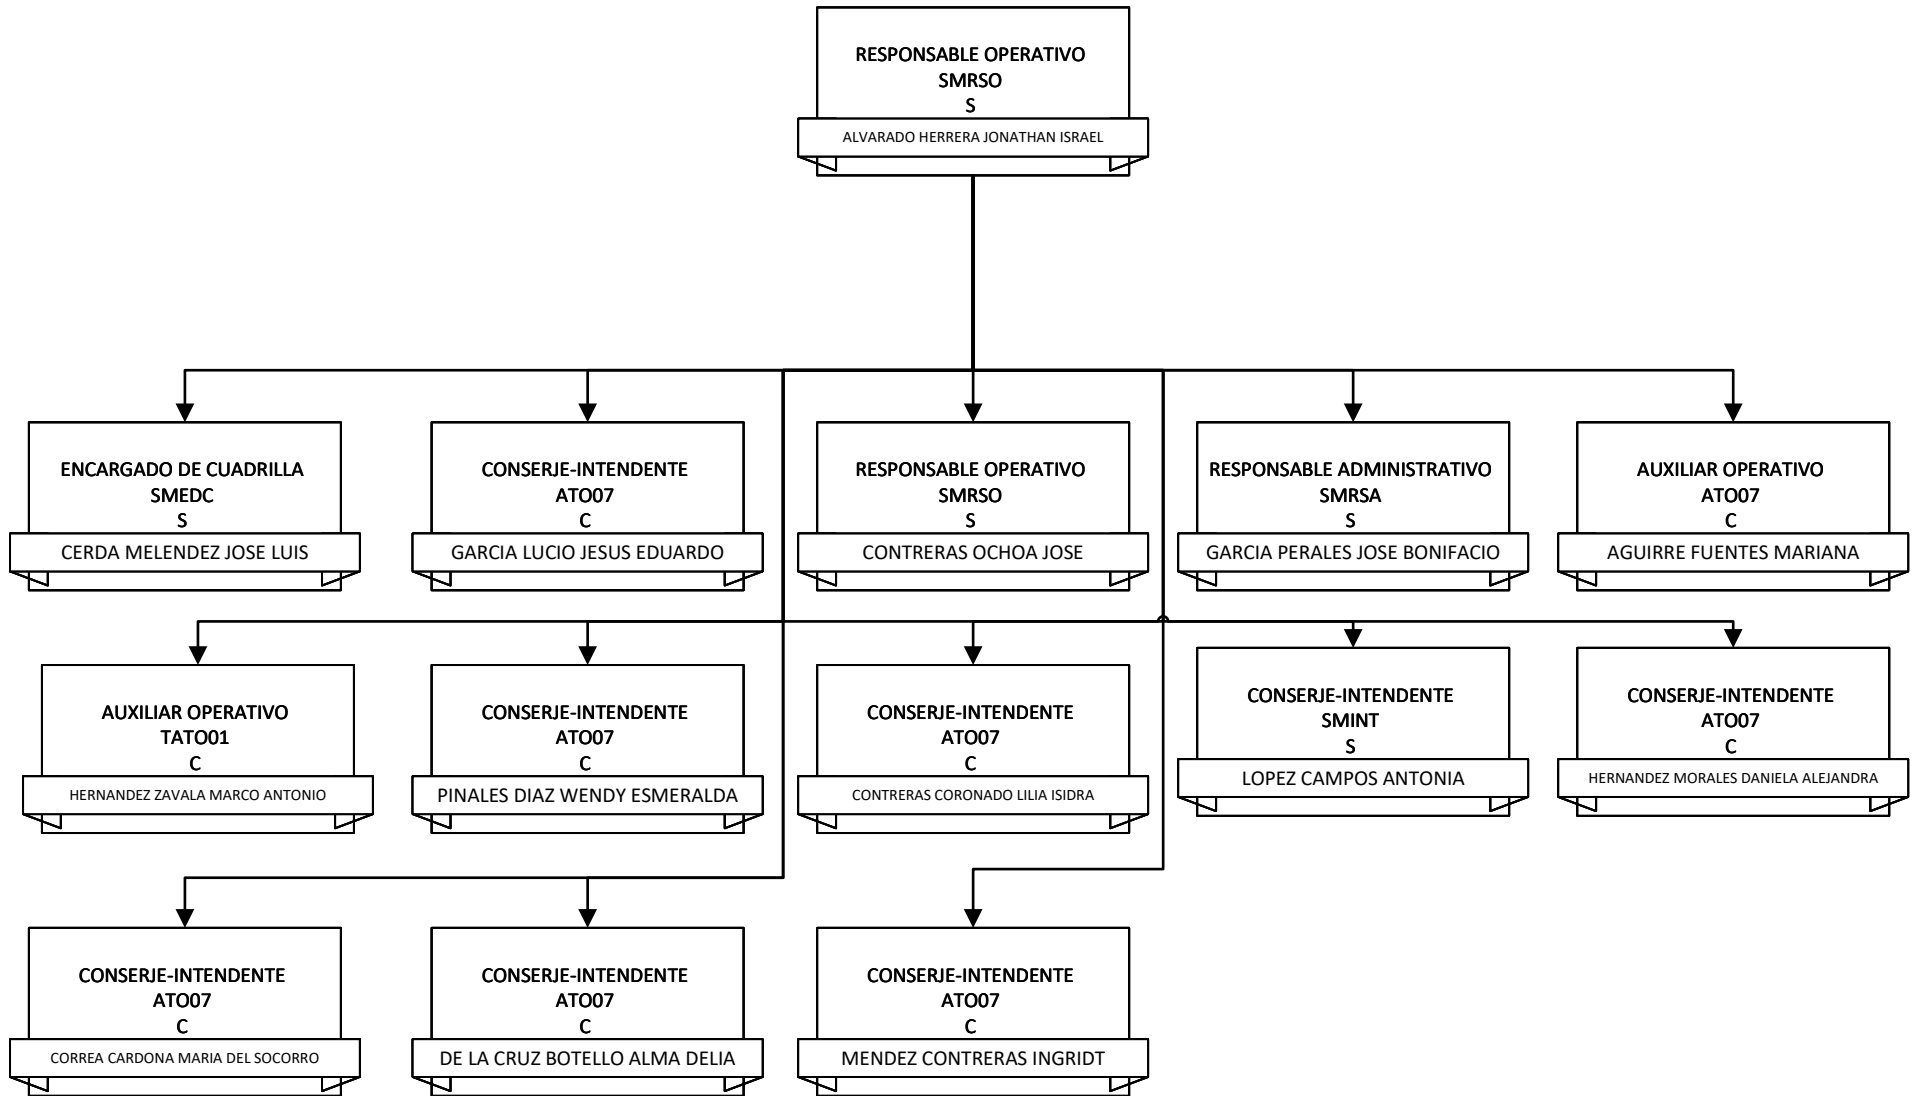 RESPONSABLE OPERATIVO
SMRSO
S
ALVARADO HERRERA JONATHAN ISRAEL
ENCARGADO DE CUADRILLA
SMEDC
S
CERDA MELENDEZ JOSE LUIS
CONSERJE-INTENDENTE
ATO07
C
GARCIA LUCIO JESUS EDUARDO
RESPONSABLE OPERATIVO
SMRSO
S
CONTRERAS OCHOA JOSE
RESPONSABLE ADMINISTRATIVO
SMRSA
S
GARCIA PERALES JOSE BONIFACIO
AUXILIAR OPERATIVO
ATO07
C
AGUIRRE FUENTES MARIANA
AUXILIAR OPERATIVO
TATO01
C
HERNANDEZ ZAVALA MARCO ANTONIO
CONSERJE-INTENDENTE
ATO07
C
PINALES DIAZ WENDY ESMERALDA
CONSERJE-INTENDENTE
ATO07
C
CONTRERAS CORONADO LILIA ISIDRA
CONSERJE-INTENDENTE
SMINT
S
LOPEZ CAMPOS ANTONIA
CONSERJE-INTENDENTE
ATO07
C
HERNANDEZ MORALES DANIELA ALEJANDRA
CONSERJE-INTENDENTE
ATO07
C
CORREA CARDONA MARIA DEL SOCORRO
CONSERJE-INTENDENTE
ATO07
C
DE LA CRUZ BOTELLO ALMA DELIA
CONSERJE-INTENDENTE
ATO07
C
MENDEZ CONTRERAS INGRIDT